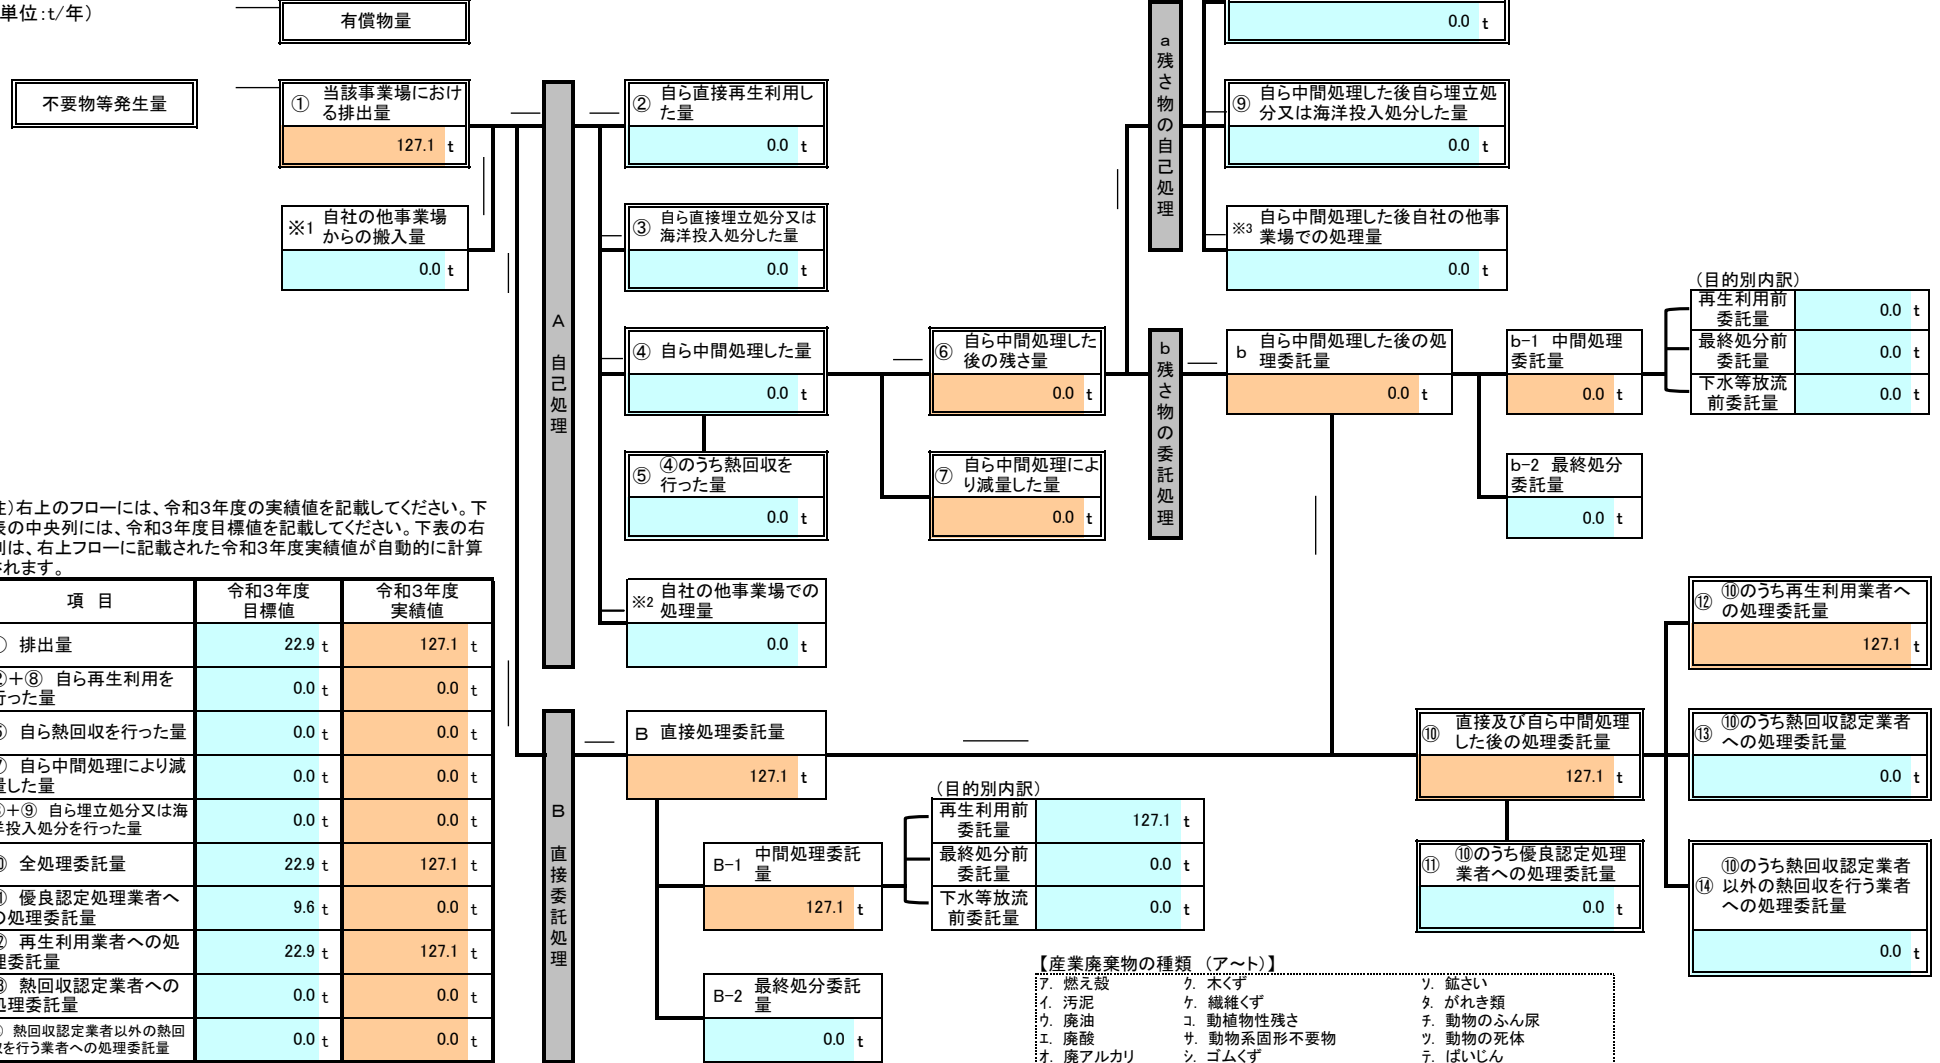 単位:t/年)
有償物量
0.0 t
不要物等発生量
① 当該事業場におけ
る排出量
127.1 t
※1 自社の他事業場
からの搬入量
0.0 t
A 自己処理
② 自ら直接再生利用し
た量
0.0 t
③ 自ら直接埋立処分又は
海洋投入処分した量
0.0 t
④ 自ら中間処理した量
0.0 t
⑤ ④のうち熱回収を
行った量
0.0 t
※2 自社の他事業場での
処理量
0.0 t
⑥ 自ら中間処理した
後の残さ量
0.0 t
⑦ 自ら中間処理によ
り減量した量
0.0 t
a残さ物の自己処理
⑨ 自ら中間処理した後自ら埋立処
分又は海洋投入処分した量
0.0 t
※3 自ら中間処理した後自社の他事
業場での処理量
0.0 t
b残さ物の委託処理
b 自ら中間処理した後の処
理委託量
0.0 t
b-1 中間処理
委託量
0.0 t
b-2 最終処分
委託量
0.0 t
(目的別内訳)
再生利用前
委託量 0.0 t
最終処分前
委託量 0.0 t
下水等放流
前委託量 0.0 t
)右上のフローには、令和3年度の実績値を記載してください。下
の中央列には、令和3年度目標値を記載してください。下表の右
は、右上フローに記載された令和3年度実績値が自動的に計算
れます。
項 目 令和3年度
目標値 令和3年度
実績値
排出量 22.9 t 127.1 t
+⑧ 自ら再生利用を
行った量 0.0 t 0.0 t
自ら熱回収を行った量 0.0 t 0.0 t
自ら中間処理により減
量した量 0.0 t 0.0 t
+⑨ 自ら埋立処分又は海
洋投入処分を行った量 0.0 t 0.0 t
全処理委託量 22.9 t 127.1 t
優良認定処理業者へ
の処理委託量 9.6 t 0.0 t
再生利用業者への処
理委託量 22.9 t 127.1 t
熱回収認定業者への
処理委託量 0.0 t 0.0 t
熱回収認定業者以外の熱回
収を行う業者への処理委託量 0.0 t 0.0 t
B 直接委託処理
B 直接処理委託量
127.1 t
B-1 中間処理委託
量
127.1 t
B-2 最終処分委託
量
0.0 t
(目的別内訳)
再生利用前
委託量 127.1 t
最終処分前
委託量 0.0 t
下水等放流
前委託量 0.0 t
⑩ 直接及び自ら中間処理
した後の処理委託量
127.1 t
⑪ ⑩のうち優良認定処理
業者への処理委託量
0.0 t
⑫ ⑩のうち再生利用業者へ
の処理委託量
127.1 t
⑬ ⑩のうち熱回収認定業者
への処理委託量
0.0 t
⑭ ⑩のうち熱回収認定業者
以外の熱回収を行う業者
への処理委託量
0.0 t
【産業廃棄物の種類 (ア～ト)】
ア. 燃え殻 ク. 木くず ソ. 鉱さい
イ. 汚泥 ケ. 繊維くず タ. がれき類
ウ. 廃油 コ. 動植物性残さ チ. 動物のふん尿
エ. 廃酸 サ. 動物系固形不要物 ツ. 動物の死体
オ. 廃アルカリ シ. ゴムくず テ. ばいじん